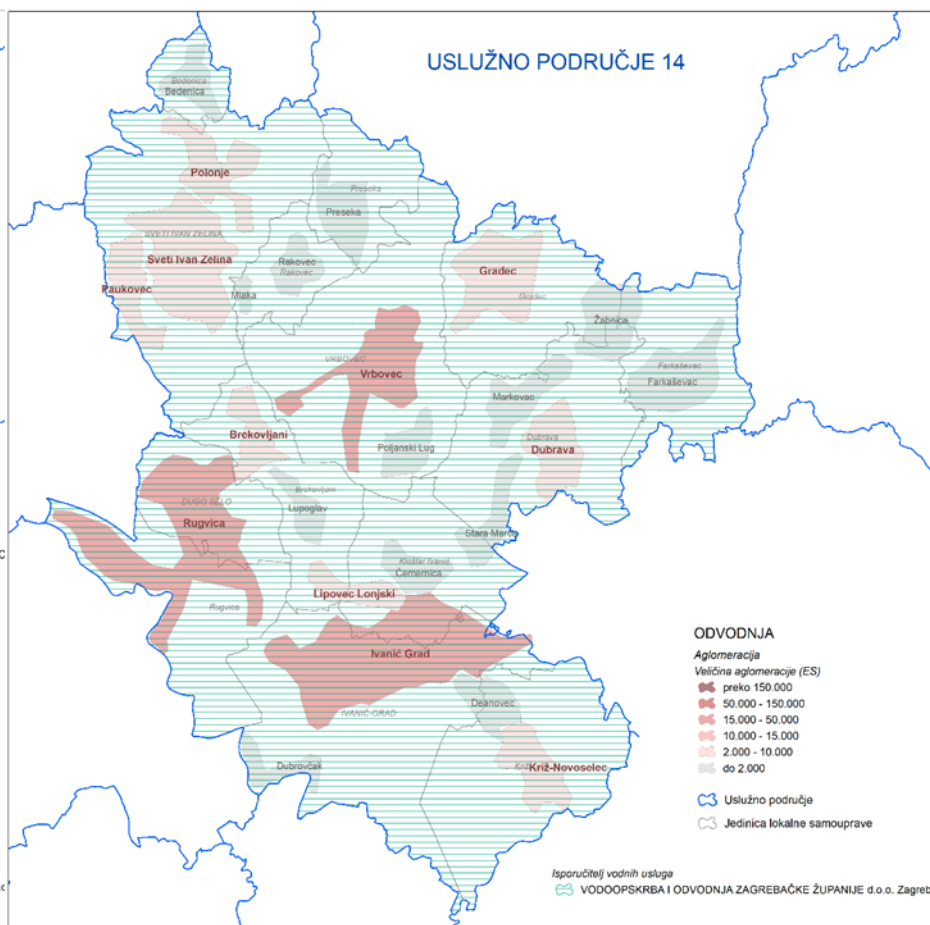 USLUŽNO PODRUČJE 14
Bedenica
Bedenica
Polonje
Preseka
Preseka
SVETI IVAN ZELINA
Sveti Ivan Zelina
Rakovec
Rakovec
Gradec
Gradec
Paukovec
Mlaka
Žabnica
VRBOVEC
Vrbovec
Farkaševac
Farkaševac
Markovac
Brckovljani
Poljanski Lug
Dubrava
Dubrava
Brckovljani
Lupoglav
DUGO SELO
Rugvica
Stara Marča
Kloštar Ivanić
Čemernica
Lipovec Lonjski
Rugvica
Ivanić Grad
IVANIĆ-GRAD
Deanovec
Dubrovčak
Križ
Križ-Novoselec
ODVODNJA
Aglomeracija
Veličina aglomeracije (ES)
preko 150.000
50.000 - 150.000
15.000 - 50.000
10.000 - 15.000
2.000 - 10.000
do 2.000
Uslužno područje
Jedinica lokalne samouprave
Isporučitelj vodnih usluga
VODOOPSKRBA I ODVODNJA ZAGREBAČKE ŽUPANIJE d.o.o. Zagreb